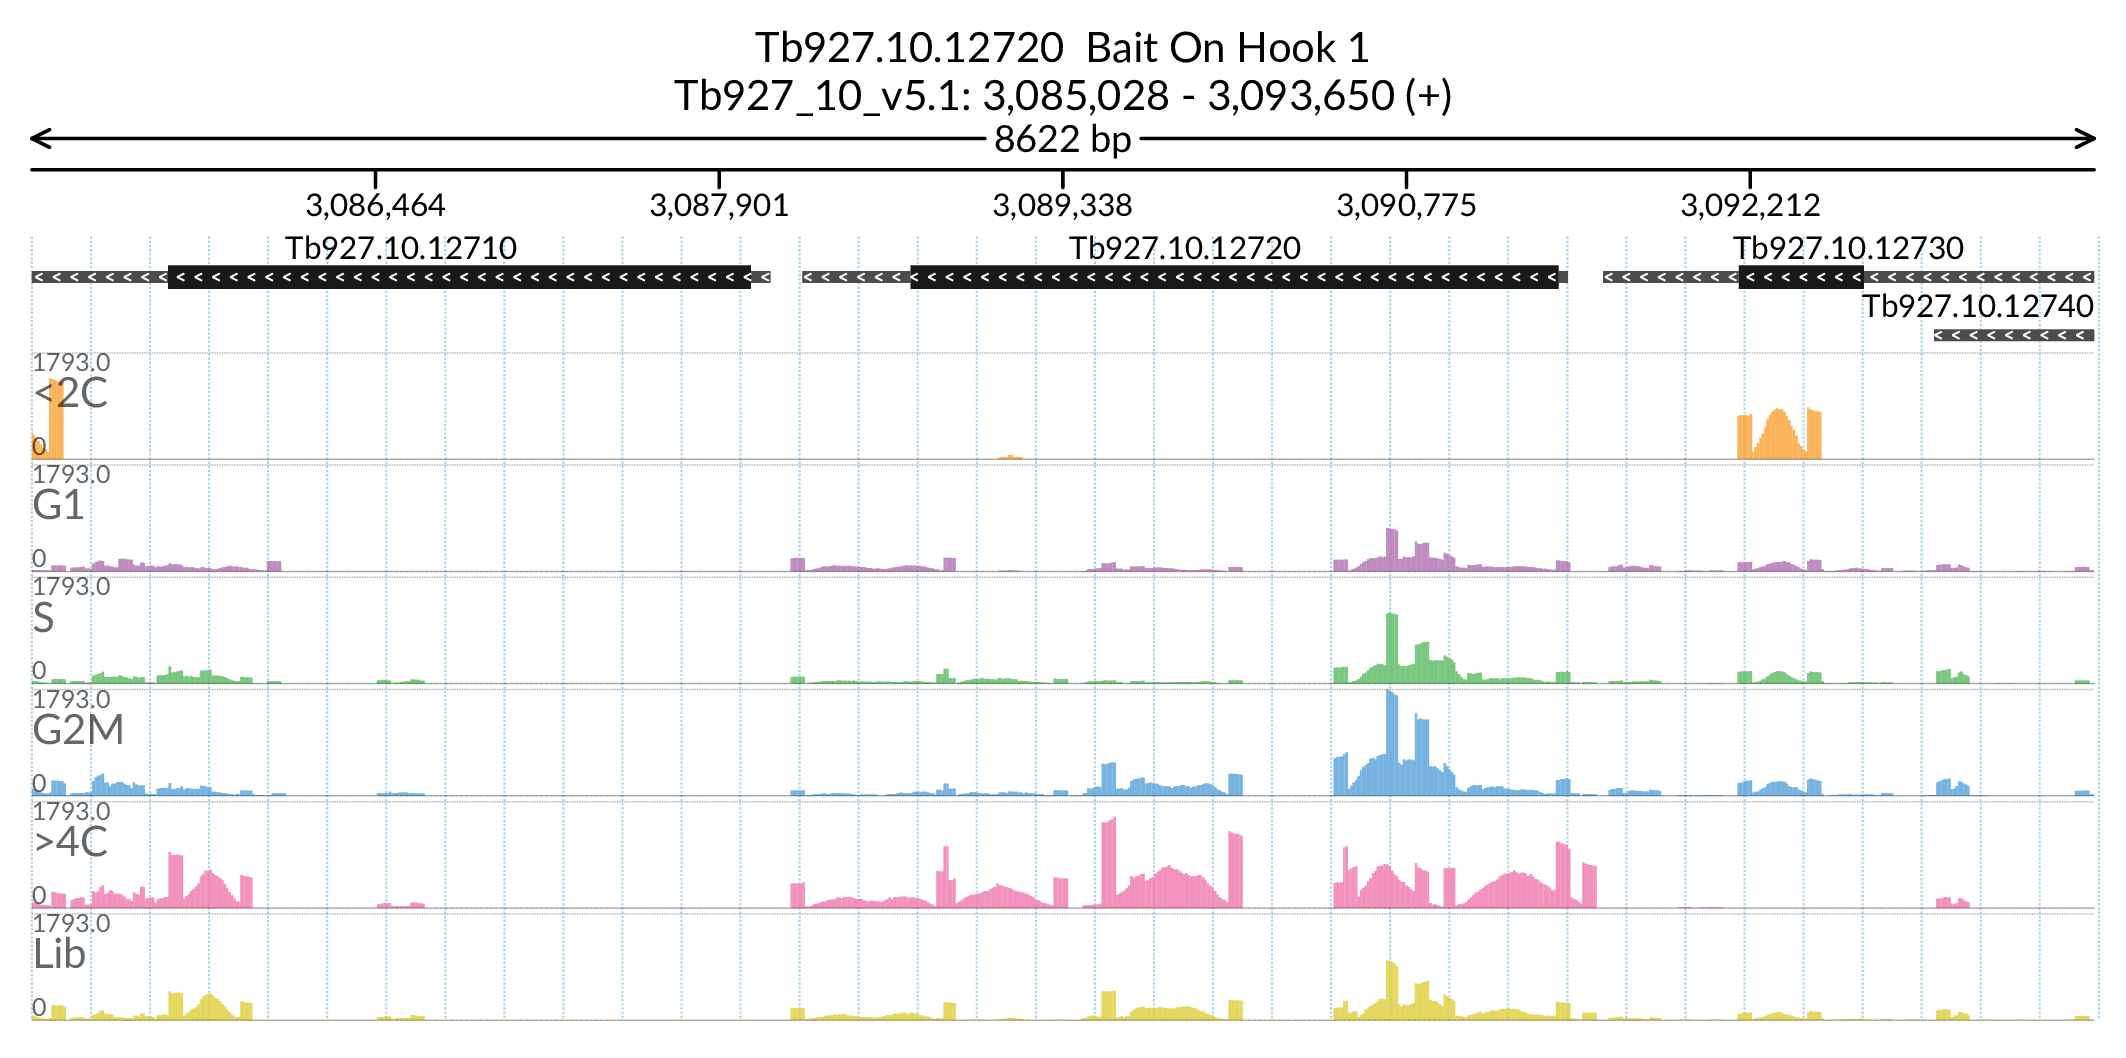 Tb927.10.12720  Bait On Hook 1
Tb927_10_v5.1: 3,085,028 - 3,093,650 (+)
8622 bp
3,086,464 3,087,901 3,089,338 3,090,775 3,092,212
Tb927.10.12710 Tb927.10.12720 Tb927.10.12730
Tb927.10.12740
1793.0
<2C
0
1793.0
G1
0
1793.0
S
0
1793.0
G2M
0
1793.0
>4C
0
1793.0
Lib
0